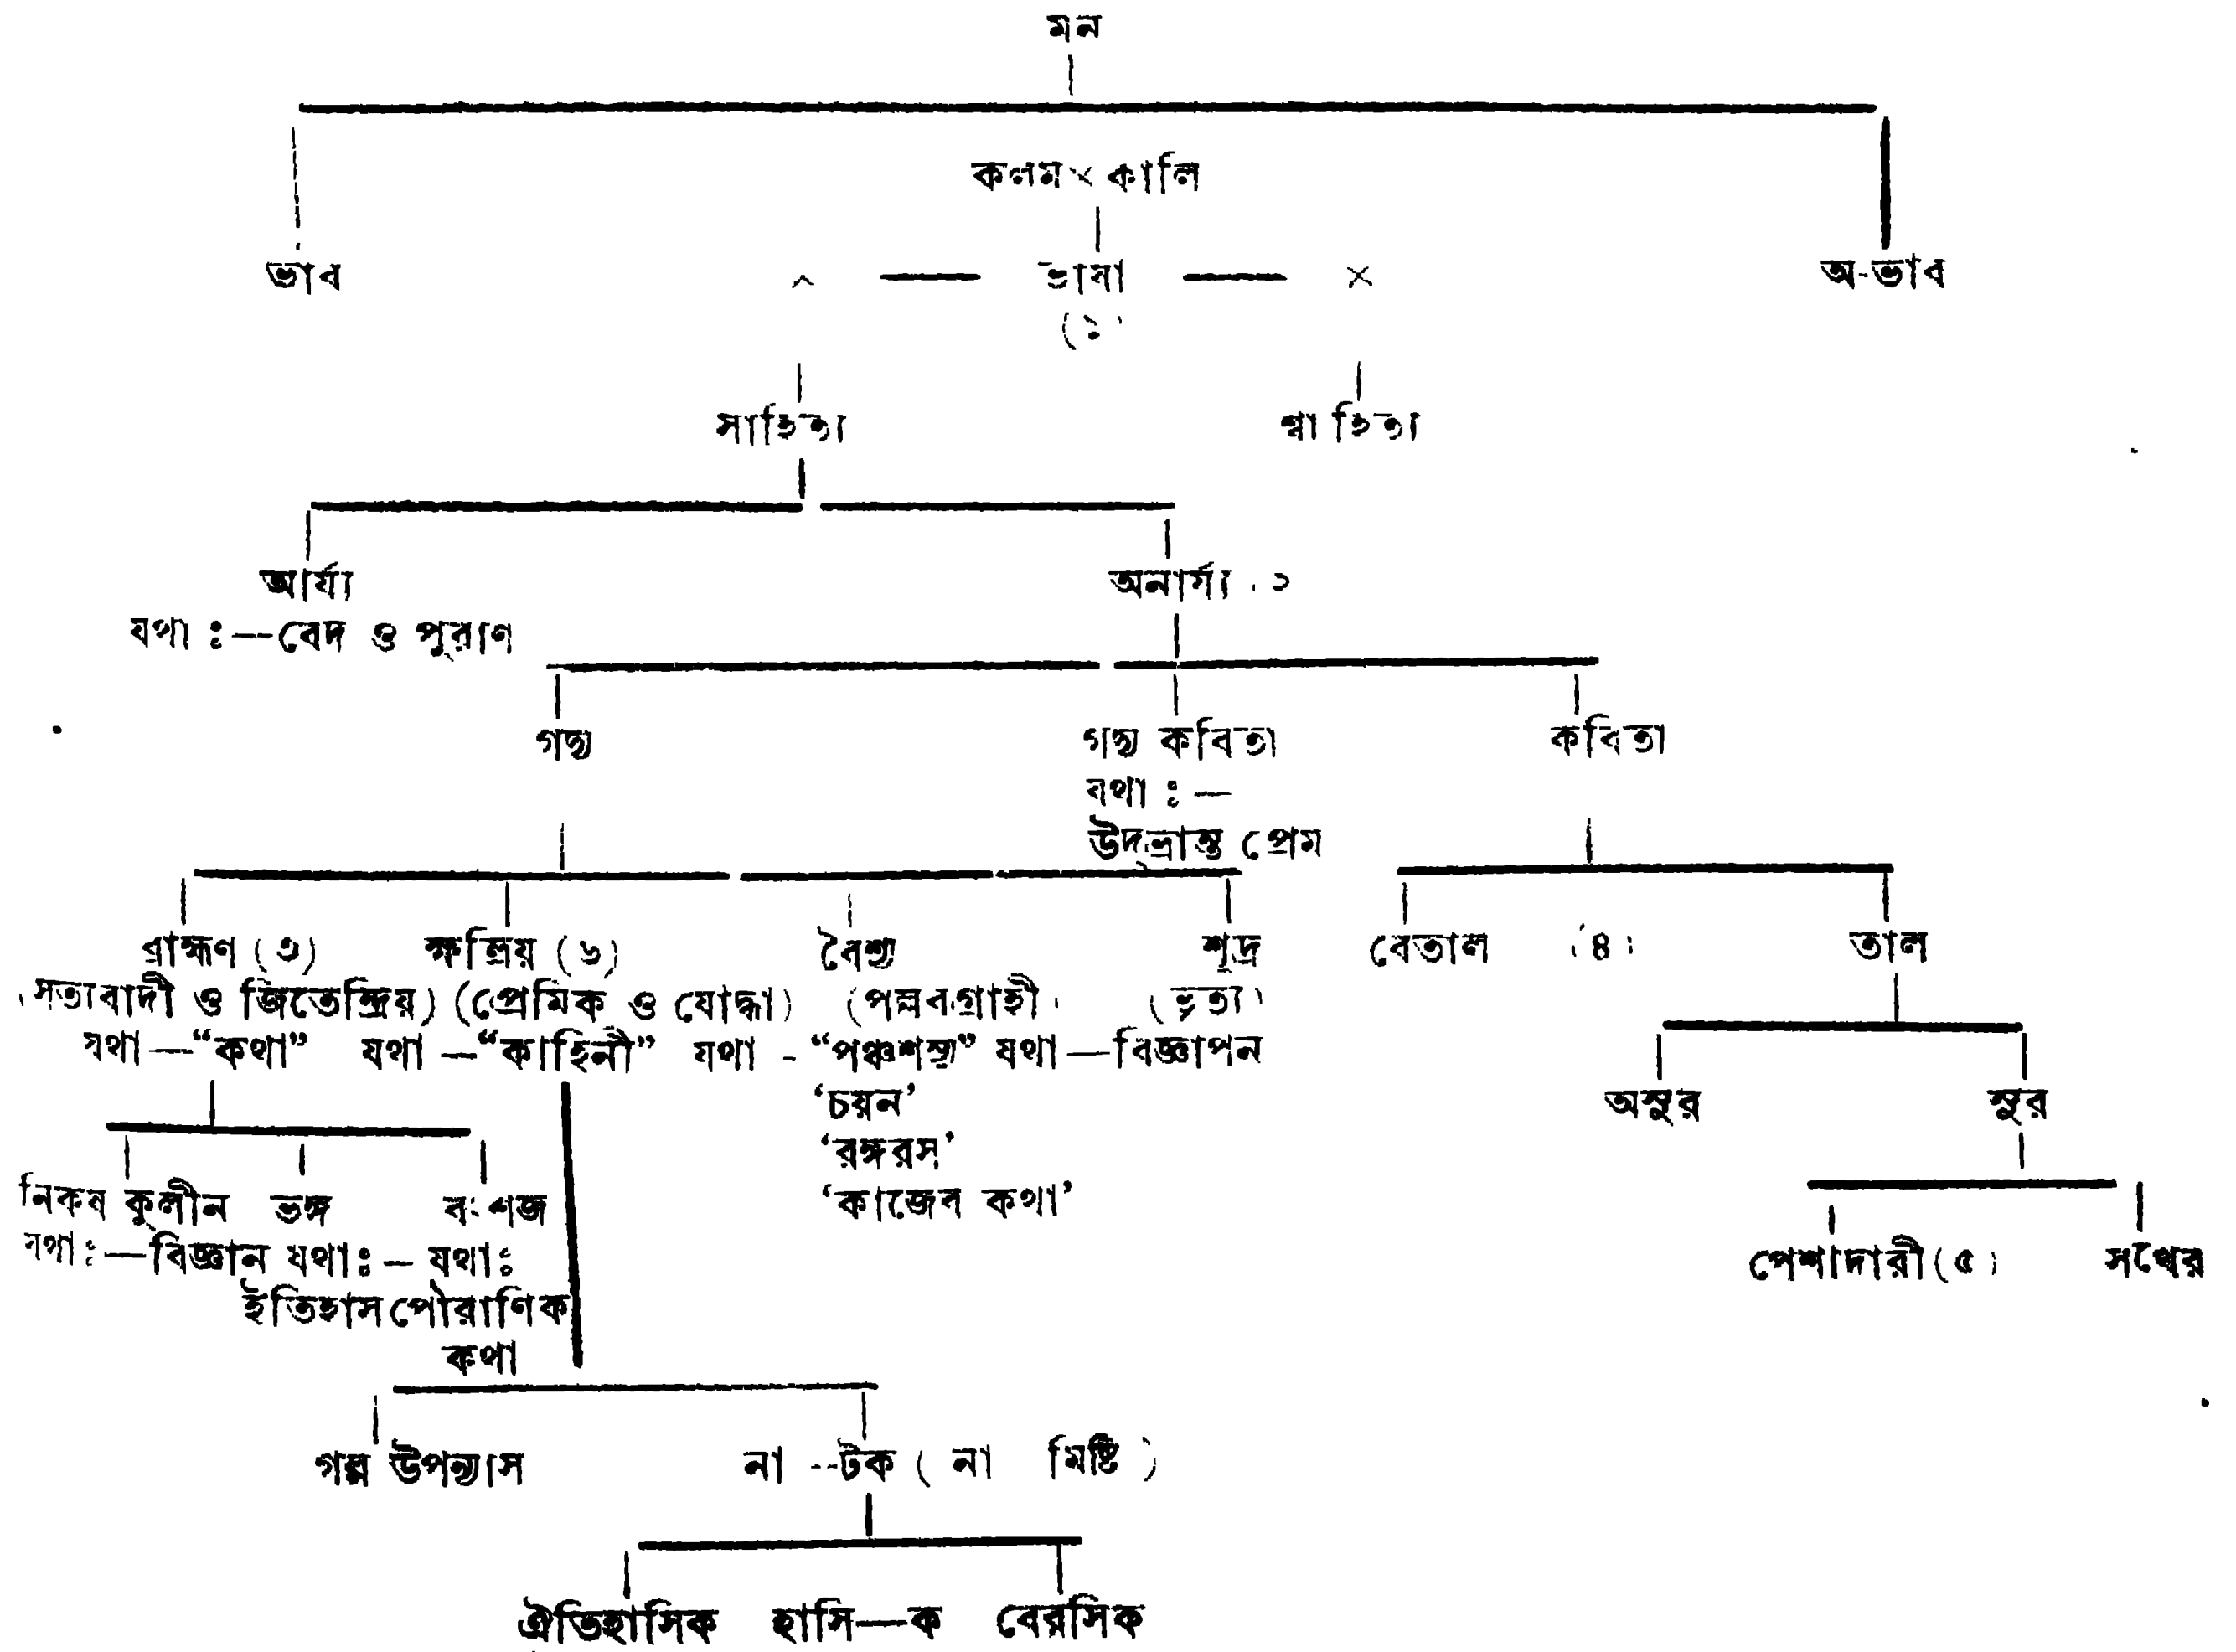 মন
কলম × কালি
ভাব × — ভাষা — × অ-ভাব
(১)
সাহিত্য শ্বাহিত্য
আর্য্য অনার্য্য (২
যথা :—বেদ ও পুরাণ
গদ্য গদ্য কবিতা কবিতা
যথা :—
উদ্‌ভ্রান্ত প্রেম
ব্রাহ্মণ (৩) ক্ষত্রিয় (৬) বৈশ্য শূদ্র বেতাল (৪) তাল
(সত্যবাদী ও জিতেন্দ্রিয়) (প্রেমিক ও যোদ্ধা) (পল্লবগ্রাহী) (ভৃত্য)
যথা—“কথা” যথা—“কাহিনী” যথা - “পঞ্চশস্য” যথা—বিজ্ঞাপন
‘চয়ন’ অসুর সুর
‘রঙ্গরস’
নিকষ কুলীন ভঙ্গ বংশজ ‘কাজের কথা’
যথা :—বিজ্ঞান যথাঃ— যথাঃ পেশাদারী (৫) সখের
ইতিহাস পৌরাণিক
কথা
গল্প উপন্যাস না—টক ( না মিষ্টি )
ঐতিহাসিক হাসি—ক বেরসিক